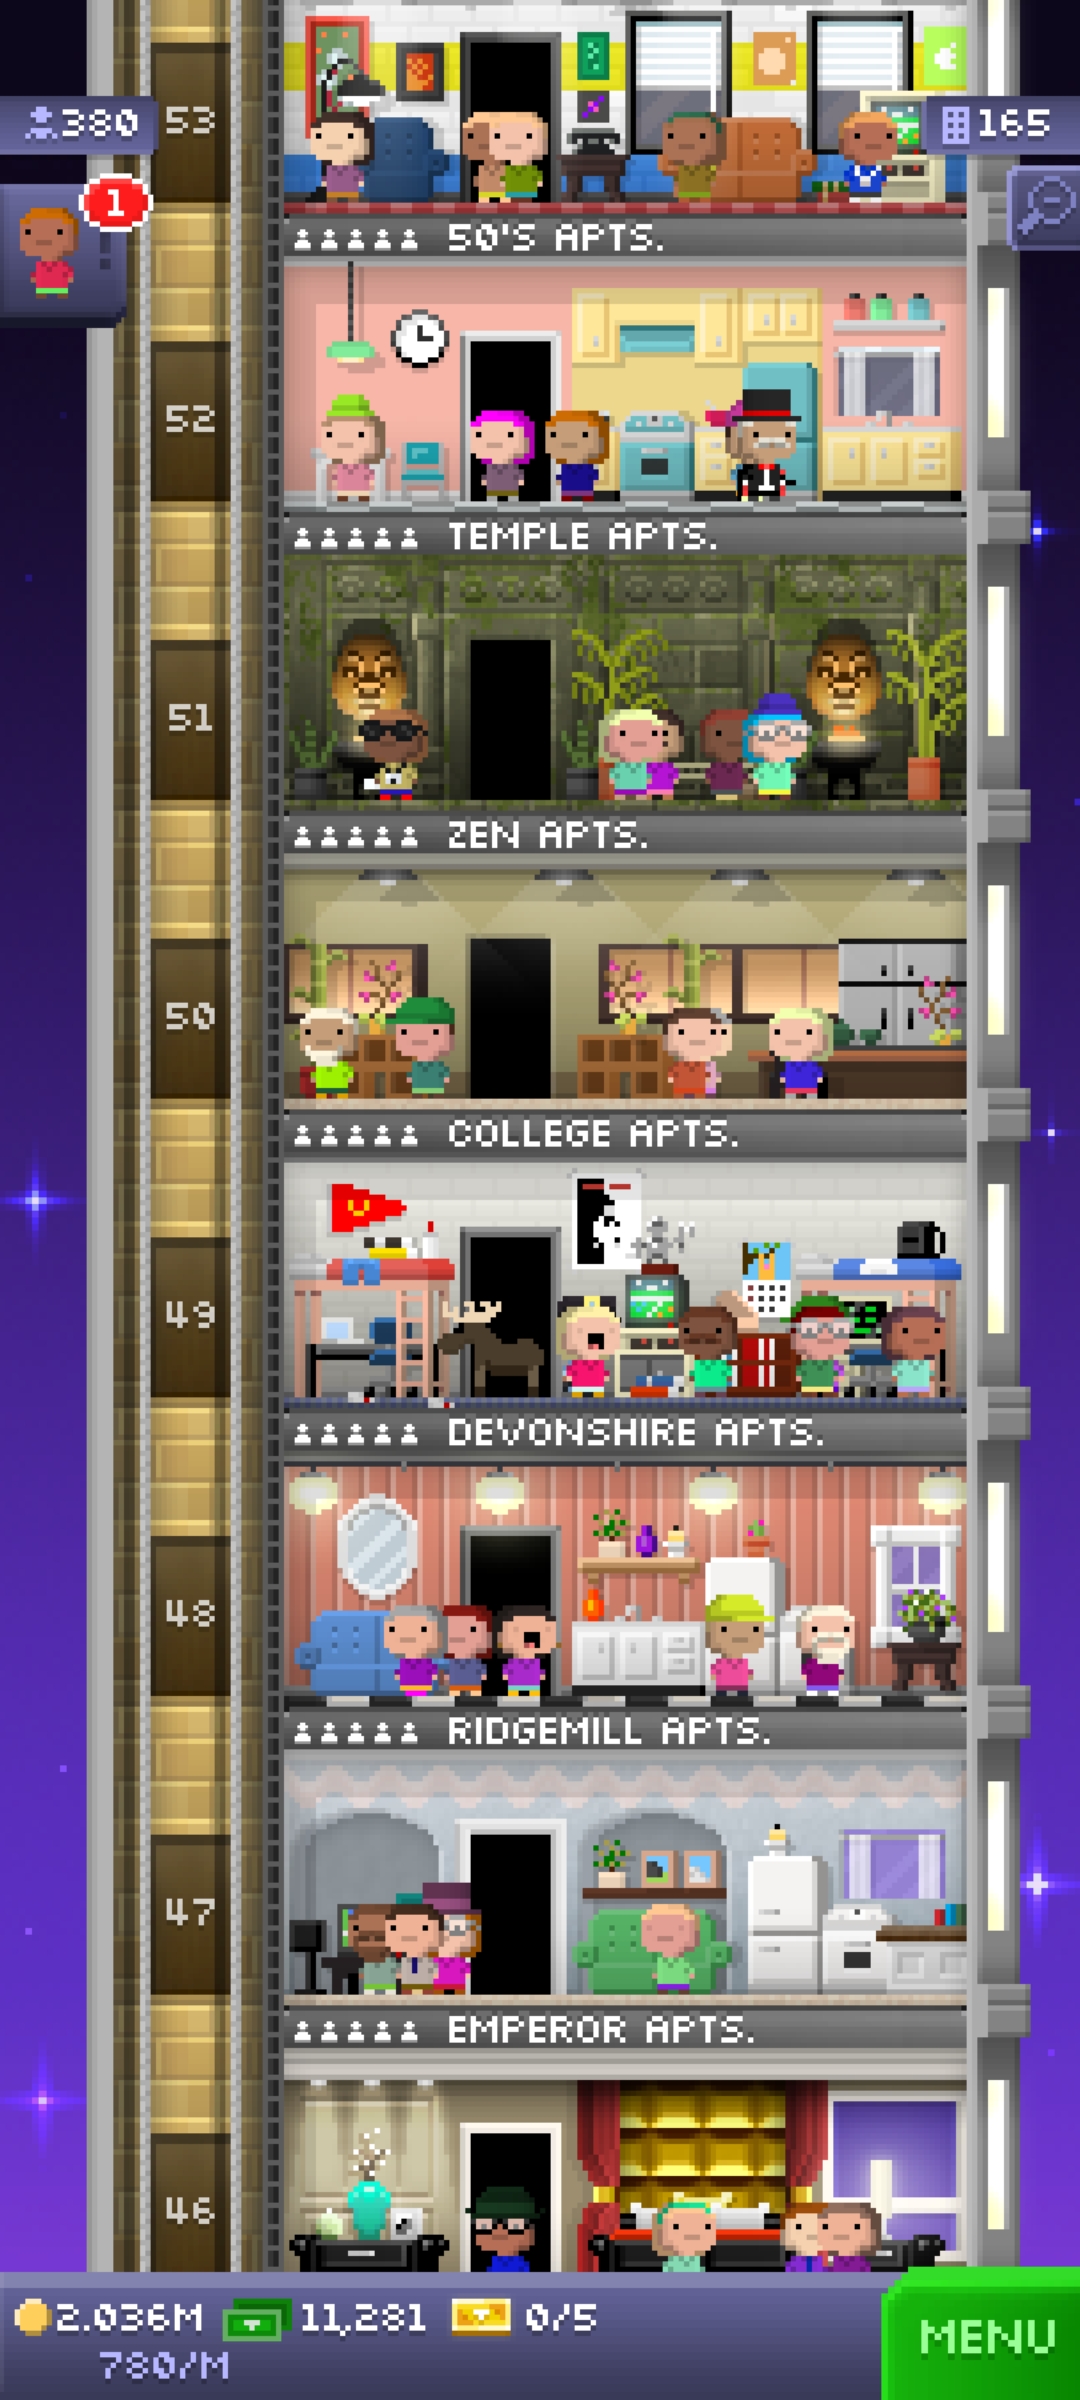 380
53
165
1
50'S APTS.
52
TEMPLE APTS.
51
ZEN APTS.
50
COLLEGE APTS.
49
DEVONSHIRE APTS.
48
RIDGEMILL APTS.
47
EMPEROR APTS.
46
2.036M 11,281 0/5
780/M
MENU